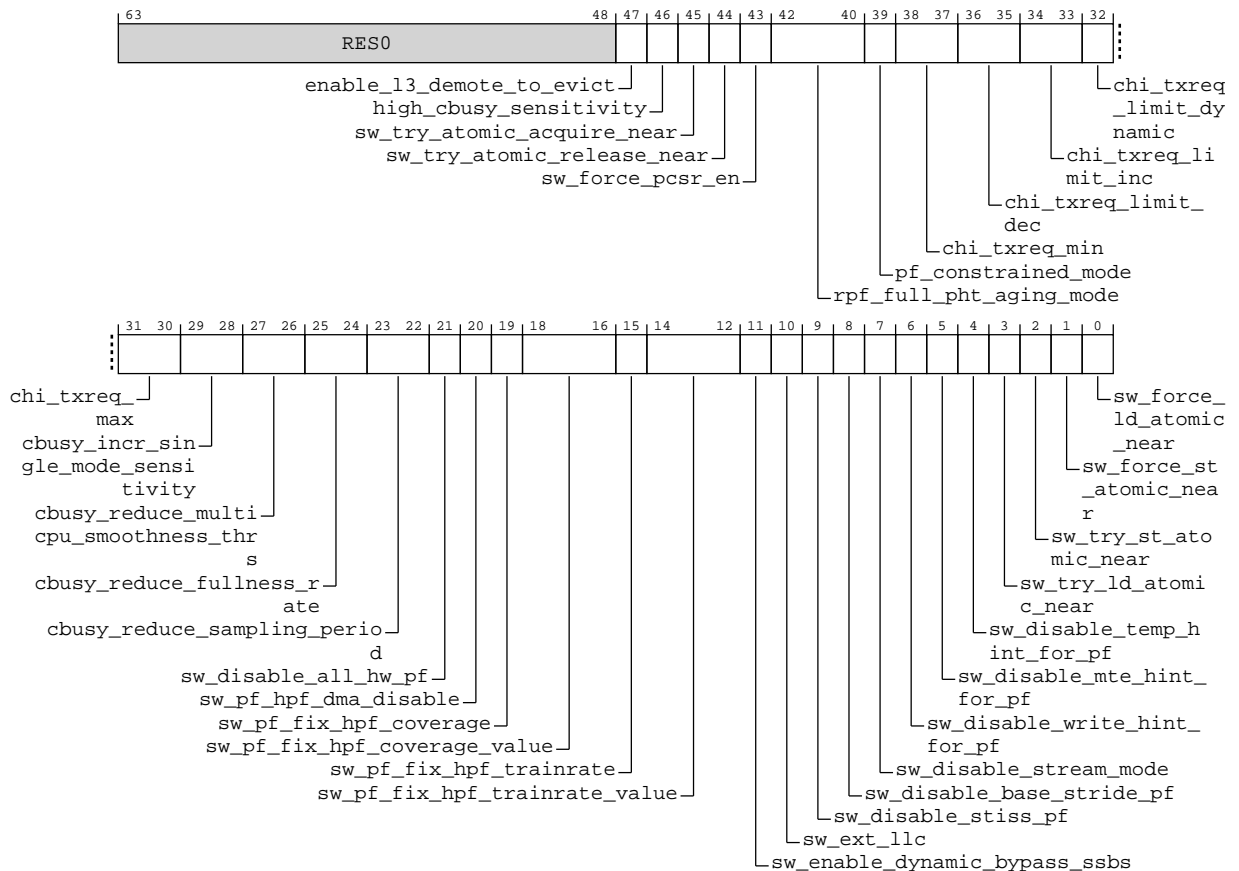 63 48 47 46 45 44 43 42 40 39 38 37 36 35 34 33 32
RES0
enable_l3_demote_to_evict
high_cbusy_sensitivity
sw_try_atomic_acquire_near
sw_try_atomic_release_near
sw_force_pcsr_en
chi_txreq
_limit_dy
namic
chi_txreq_li
mit_inc
chi_txreq_limit_
dec
chi_txreq_min
pf_constrained_mode
rpf_full_pht_aging_mode
31 30 29 28 27 26 25 24 23 22 21 20 19 18 16 15 14 12 11 10 9 8 7 6 5 4 3 2 1 0
chi_txreq_
max
cbusy_incr_sin
gle_mode_sensi
tivity
cbusy_reduce_multi
cpu_smoothness_thr
s
cbusy_reduce_fullness_r
ate
cbusy_reduce_sampling_perio
d
sw_disable_all_hw_pf
sw_pf_hpf_dma_disable
sw_pf_fix_hpf_coverage
sw_pf_fix_hpf_coverage_value
sw_pf_fix_hpf_trainrate
sw_pf_fix_hpf_trainrate_value
sw_force_
ld_atomic
_near
sw_force_st
_atomic_nea
r
sw_try_st_ato
mic_near
sw_try_ld_atomi
c_near
sw_disable_temp_h
int_for_pf
sw_disable_mte_hint_
for_pf
sw_disable_write_hint_
for_pf
sw_disable_stream_mode
sw_disable_base_stride_pf
sw_disable_stiss_pf
sw_ext_llc
sw_enable_dynamic_bypass_ssbs